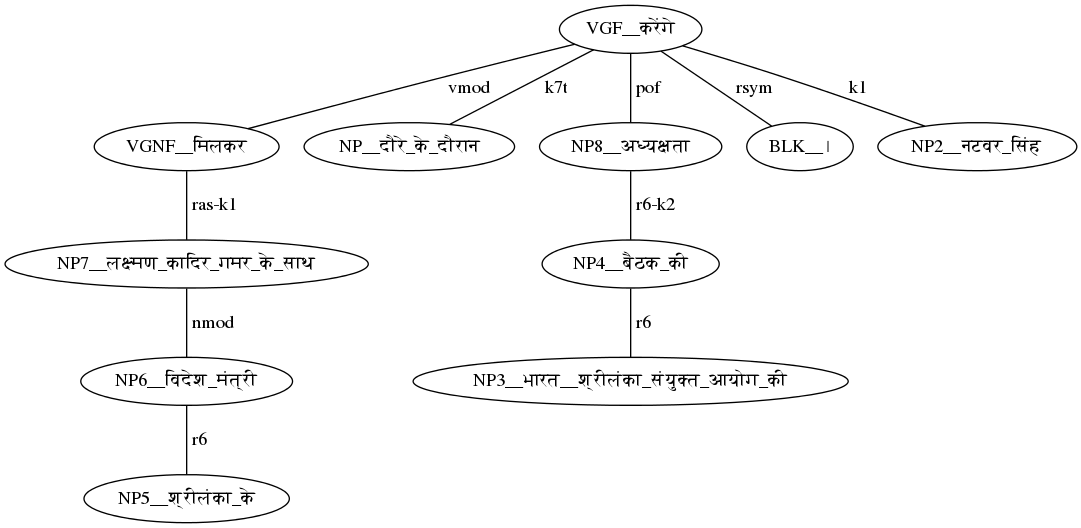 VGF__करेंगे
vmod k7t pof rsym k1
VGNF__मिलकर NP__दौरे_के_दौरान NP8__अध्यक्षता BLK__। NP2__नटवर_सिंह
ras-k1 r6-k2
NP7__लक्ष्मण_कादिर_गमर_के_साथ NP4__बैठक_की
nmod r6
NP6__विदेश_मंत्री NP3__भारत__श्रीलंका_संयुक्त_आयोग_की
r6
NP5__श्रीलंका_के